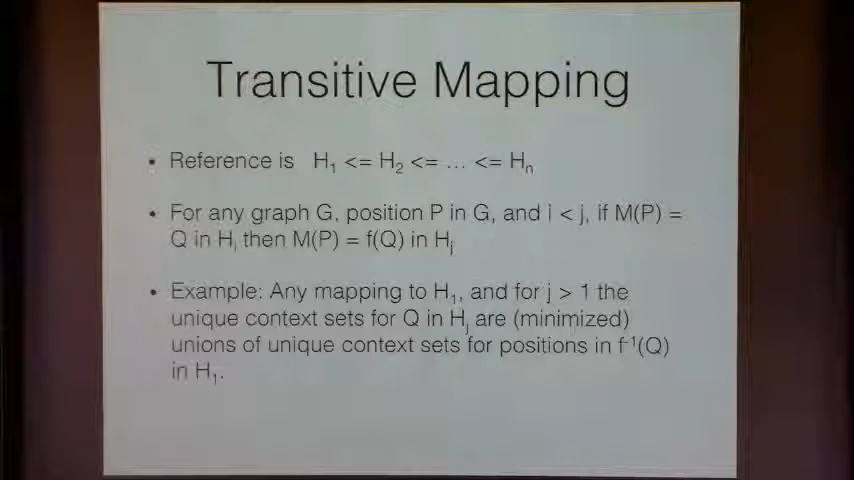 Transitive Mapping
• Reference is H₁ <= H₂ <= ... <= Hₙ
• For any graph G, position P in G, and i < j, if M(P) =
Q in Hᵢ then M(P) = f(Q) in Hⱼ
• Example: Any mapping to H₁, and for j > 1 the
unique context sets for Q in Hⱼ are (minimized)
unions of unique context sets for positions in f⁻¹(Q)
in H₁.